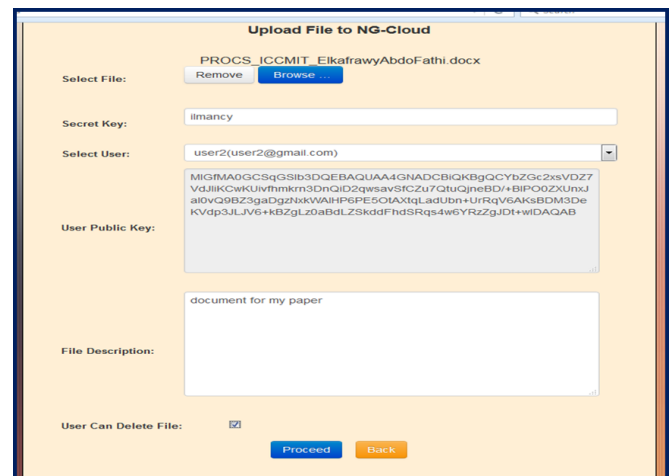 Upload File to NG-Cloud
PROCS_ICCMIT_ElkafrawyAbdoFathi.docx
Select File:
Remove
Browse ...
Secret Key:
ilmancy
Select User:
user2(user2@gmail.com)
User Public Key:
MIGfMA0GCSqGSIb3DQEBAQUAA4GNADCBiQKBgQCYbZGc2xsVDZ7
VdJliKCwKUivfhmkrn3DnQiD2qwsavSfCZu7QtuQjneBD/+BlPO0ZXUnxJ
al0vQ9BZ3gaDgzNxkWAlHP6PE5OtAXtqLadUbn+UrRqV6AKsBDM3De
KVdp3JLJV6+kBZgLz0aBdLZSkddFhdSRqs4w6YRzZgJDt+wIDAQAB
File Description:
document for my paper
User Can Delete File:
Proceed
Back